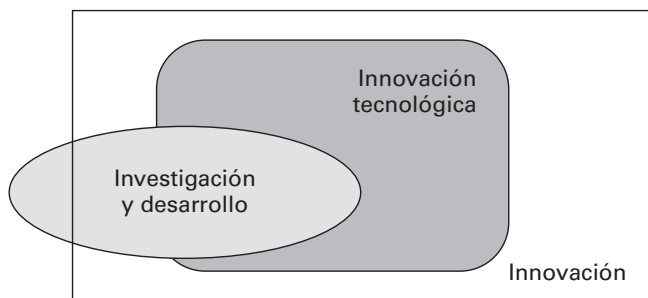 Innovación
tecnológica
Investigación
y desarrollo
Innovación